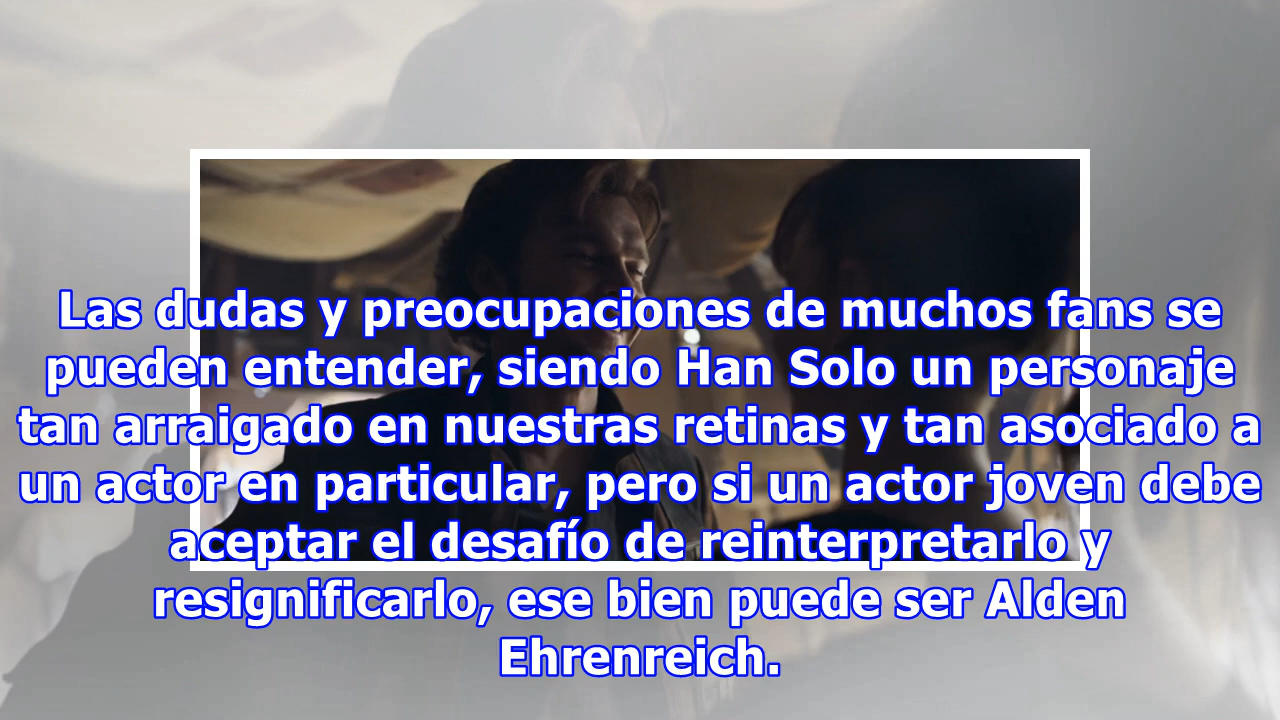 Las dudas y preocupaciones de muchos fans se
pueden entender, siendo Han Solo un personaje
tan arraigado en nuestras retinas y tan asociado a
un actor en particular, pero si un actor joven debe
aceptar el desafío de reinterpretarlo y
resignificarlo, ese bien puede ser Alden
Ehrenreich.